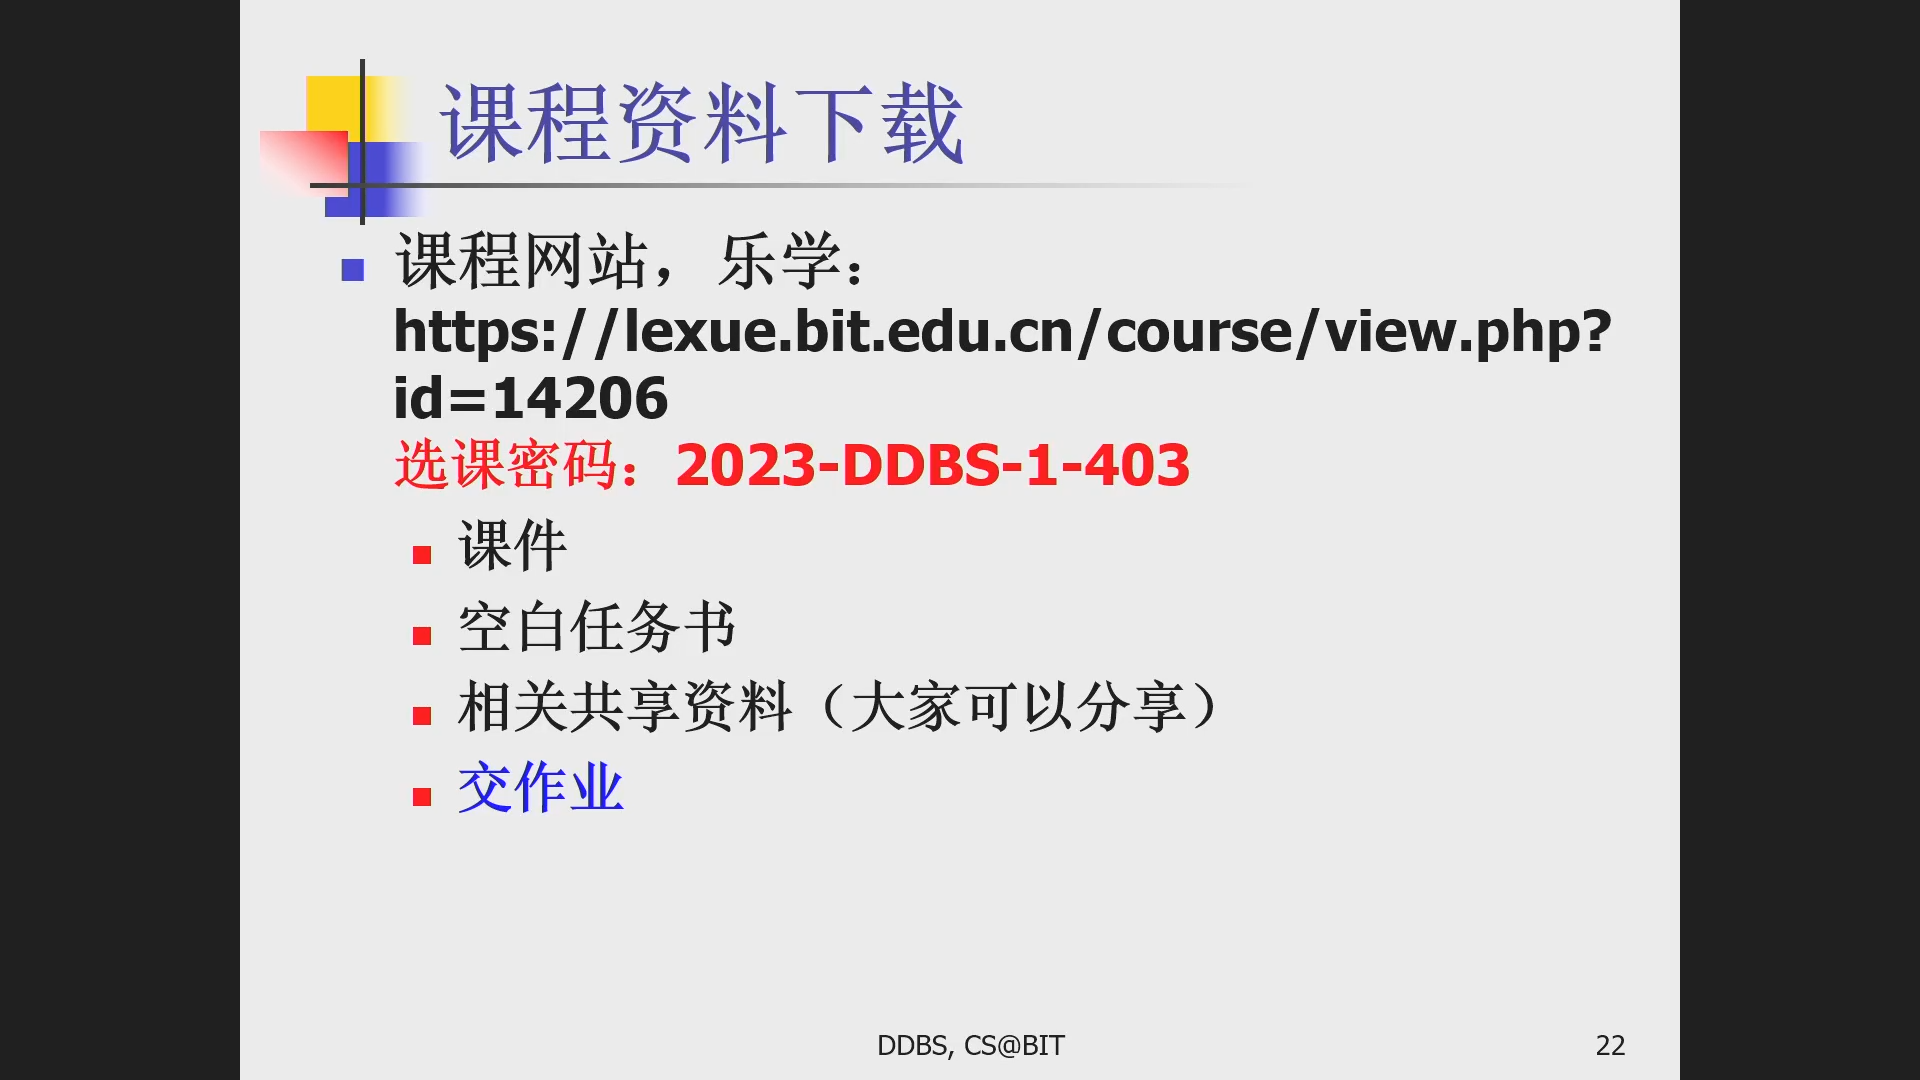 课程资料下载
课程网站，乐学：
https://lexue.bit.edu.cn/course/view.php?
id=14206
选课密码：2023-DDBS-1-403
课件
空白任务书
相关共享资料（大家可以分享）
交作业
DDBS, CS@BIT
22